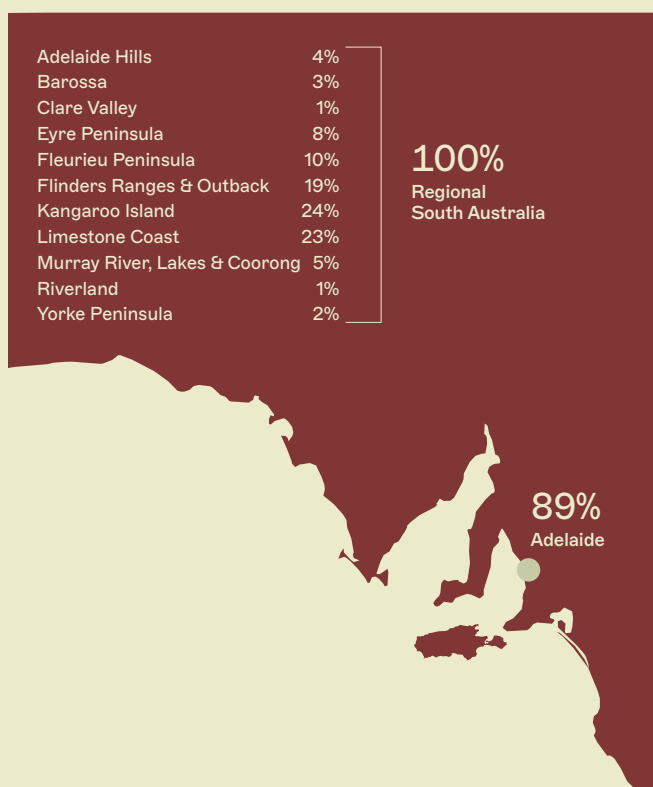 Adelaide Hills 4%
Barossa 3%
Clare Valley 1%
Eyre Peninsula 8%
Fleurieu Peninsula 10%
Flinders Ranges & Outback 19%
Kangaroo Island 24%
Limestone Coast 23%
Murray River, Lakes & Coorong 5%
Riverland 1%
Yorke Peninsula 2%
100%
Regional
South Australia
89%
Adelaide